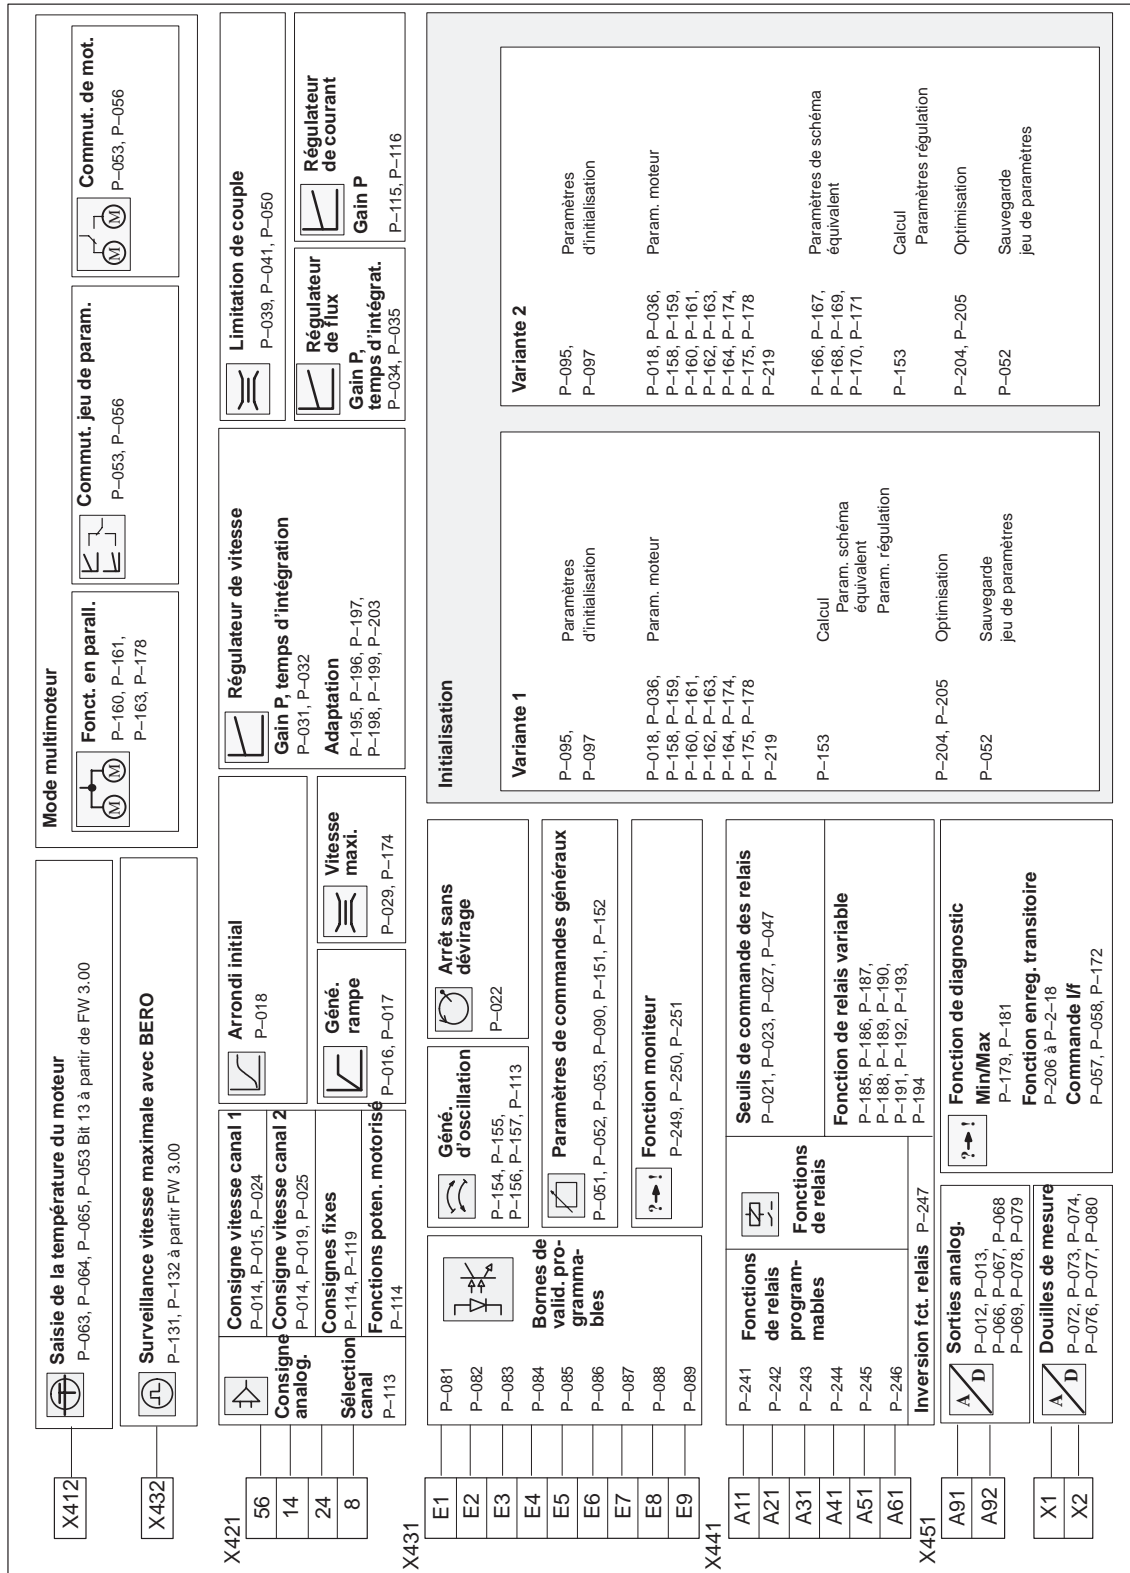 X412
Saisie de la température du moteur
P–063, P–064, P–065, P–053 Bit 13 à partir de FW 3.00
X432
Surveillance vitesse maximale avec BERO
P–131, P–132 à partir FW 3.00
Mode multimoteur
Fonct. en parall.
P–160, P–161,
P–163, P–178
M
M
Commut. jeu de param.
P–053, P–056
Commut. de mot.
P–053, P–056
M
M
X421
56
14
24
8
Consigne
analog.
Sélection
canal
P–113
Consigne vitesse canal 1
P–014, P–015, P–024
Consigne vitesse canal 2
P–014, P–019, P–025
Consignes fixes
P–114, P–119
Fonctions poten. motorisé
P–114
Arrondi initial
P–018
Géné.
rampe
P–016, P–017
Vitesse
maxi.
P–029, P–174
Régulateur de vitesse
Gain P, temps d’intégration
P–031, P–032
Adaptation
P–195, P–196, P–197,
P–198, P–199, P–203
Limitation de couple
P–039, P–041, P–050
Régulateur
de flux
Gain P,
temps d’intégrat.
P–034, P–035
Régulateur
de courant
Gain P
P–115, P–116
X431
E1
E2
E3
E4
E5
E6
E7
E8
E9
P–081
P–082
P–083
P–084
P–085
P–086
P–087
P–088
P–089
Bornes de
valid. pro-
gramma-
bles
Géné.
d’oscillation
P–154, P–155,
P–156, P–157, P–113
Arrêt sans
dévirage
P–022
Paramètres de commandes généraux
P–051, P–052, P–053, P–090, P–151, P–152
?
!
Fonction moniteur
P–249, P–250, P–251
X441
A11
A21
A31
A41
A51
A61
P–241
P–242
P–243
P–244
P–245
P–246
Fonctions
de relais
program-
mables
Fonctions
de relais
Inversion fct. relais P–247
Seuils de commande des relais
P–021, P–023, P–027, P–047
Fonction de relais variable
P–185, P–186, P–187,
P–188, P–189, P–190,
P–191, P–192, P–193,
P–194
X451
A91
A92
A
D
Sorties analog.
P–012, P–013,
P–066, P–067, P–068
P–069, P–078, P–079
X1
X2
A
D
Douilles de mesure
P–072, P–073, P–074,
P–076, P–077, P–080
?
!
Fonction de diagnostic
Min/Max
P–179, P–181
Fonction enreg. transitoire
P–206 à P–2–18
Commande I/f
P–057, P–058, P–172
Initialisation
Variante 1
P–095,
P–097
Paramètres
d’initialisation
P–018, P–036,
P–158, P–159,
P–160, P–161,
P–162, P–163,
P–164, P–174,
P–175, P–178
P–219
Param. moteur
P–153
Calcul
Param. schéma
équivalent
Param. régulation
P–204, P–205
Optimisation
P–052
Sauvegarde
jeu de paramètres
Variante 2
P–095,
P–097
Paramètres
d’initialisation
P–018, P–036,
P–158, P–159,
P–160, P–161,
P–162, P–163,
P–164, P–174,
P–175, P–178
P–219
Param. moteur
P–166, P–167,
P–168, P–169,
P–170, P–171
Paramètres de schéma
équivalent
P–153
Calcul
Paramètres régulation
P–204, P–205
Optimisation
P–052
Sauvegarde
jeu de paramètres